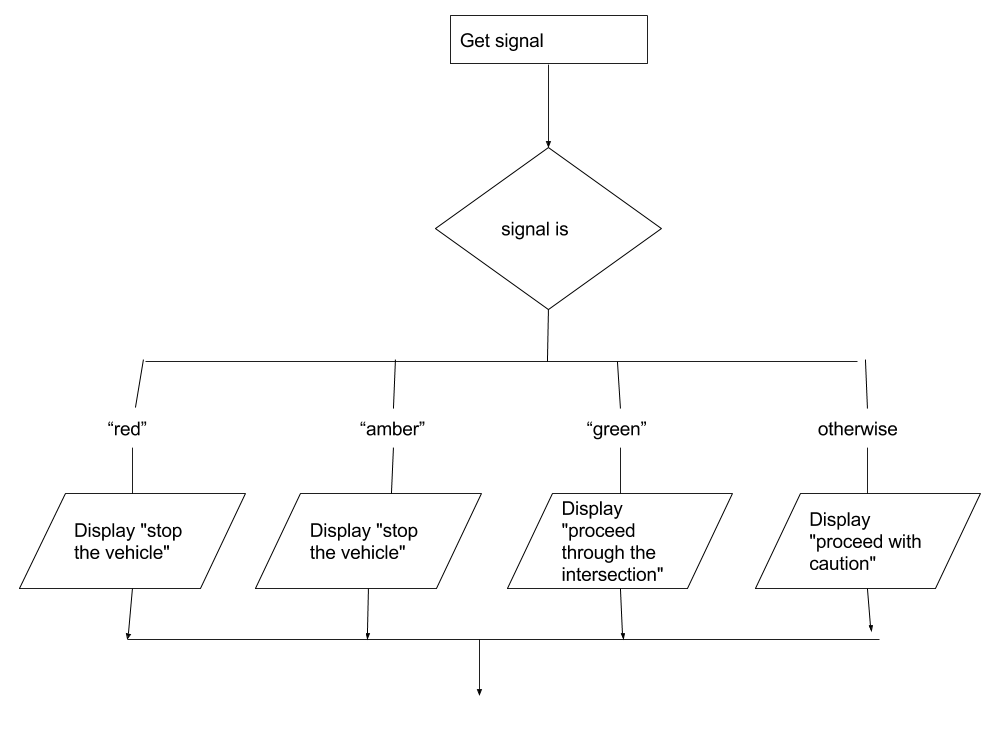 Get signal
signal is
“red”
“amber”
“green”
otherwise
Display "stop
the vehicle"
Display "stop
the vehicle"
Display
"proceed
through the
intersection"
Display
"proceed with
caution"